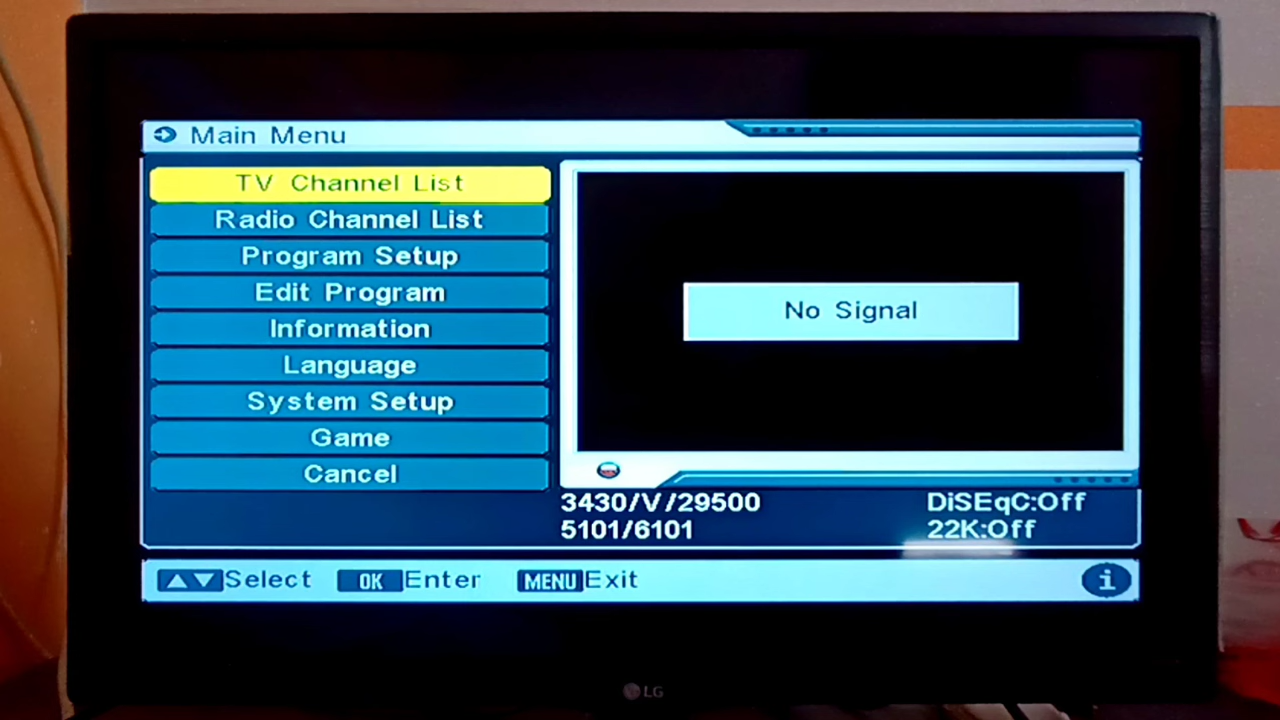 Main Menu
TV Channel List
Radio Channel List
Program Setup
Edit Program
Information
Language
System Setup
Game
Cancel
No Signal
3430/V/29500
DiSEqC:Off
5101/6101
22K:Off
▲▼Select OK Enter MENU Exit i
LG